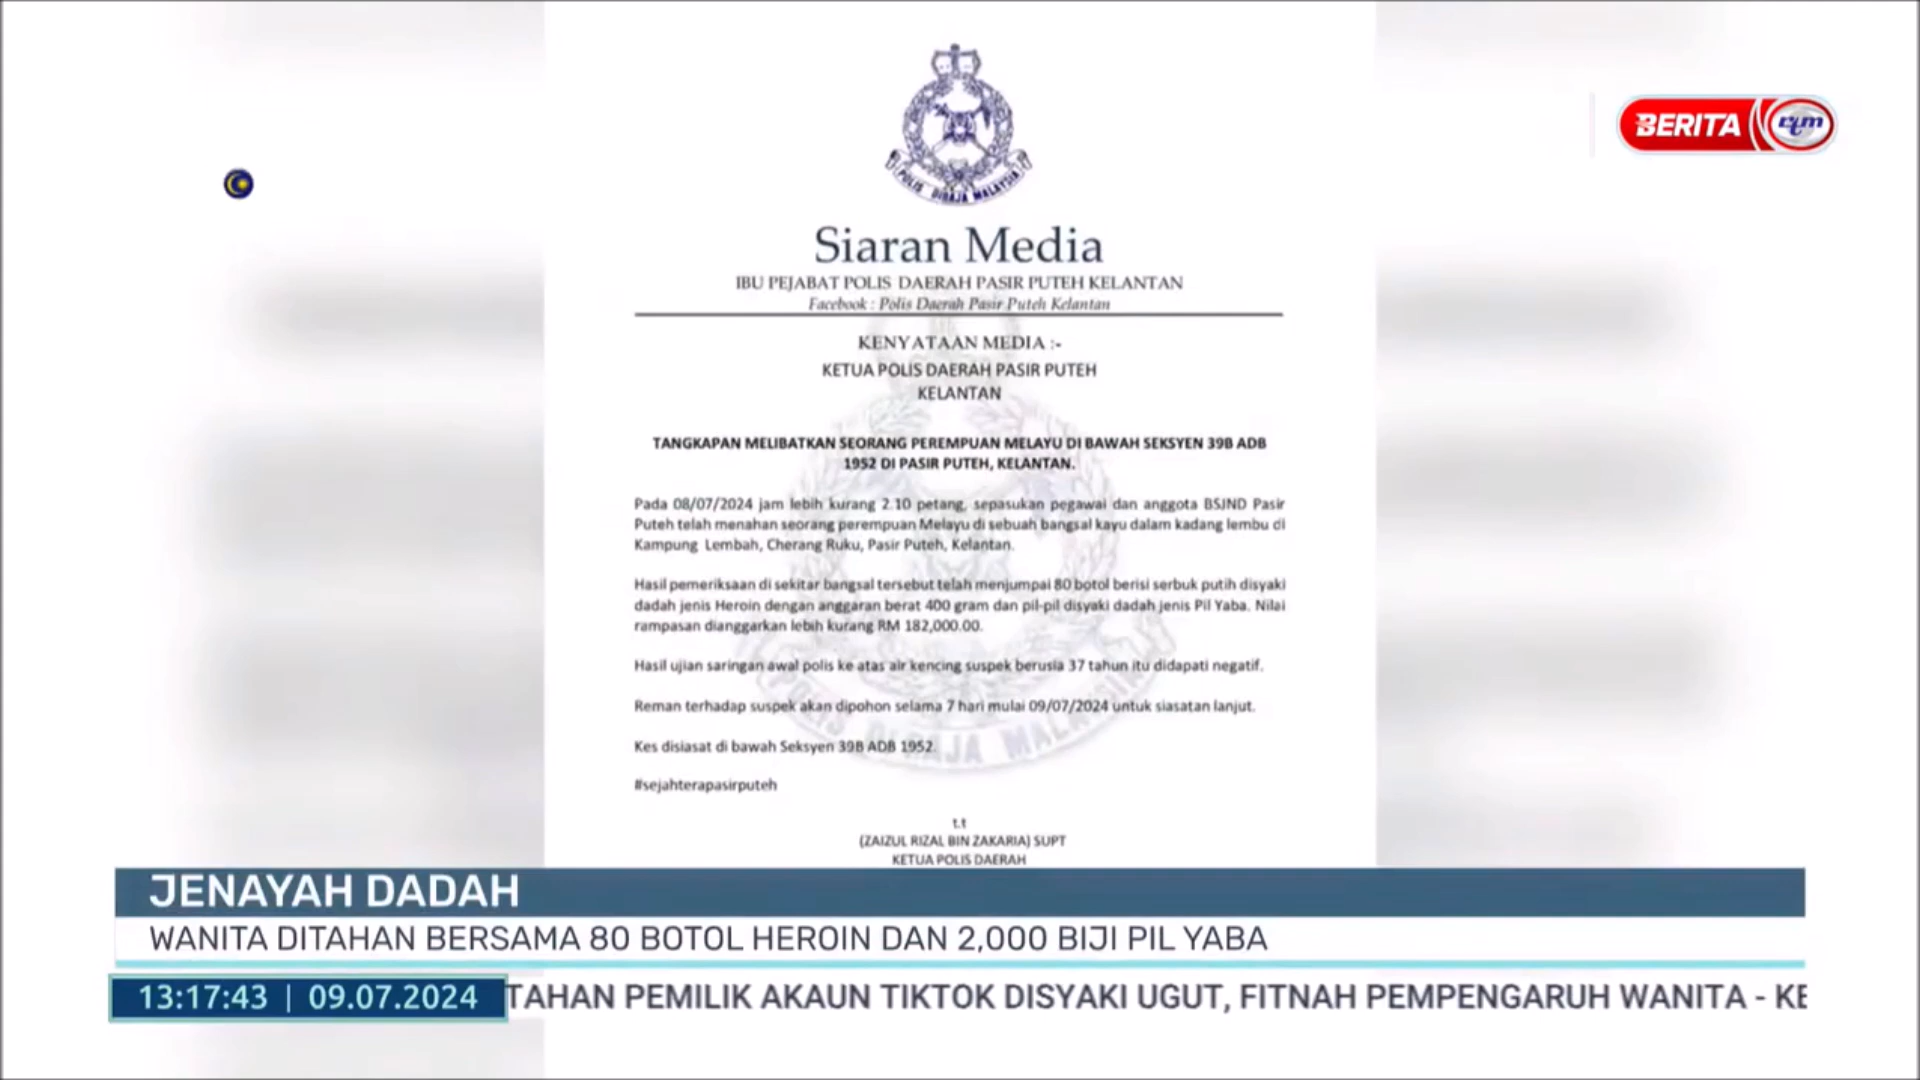 POLIS DIRAJA MALAYSIA
BERITA rtm
Siaran Media
IBU PEJABAT POLIS DAERAH PASIR PUTEH KELANTAN
Facebook : Polis Daerah Pasir Puteh Kelantan
KENYATAAN MEDIA :-
KETUA POLIS DAERAH PASIR PUTEH
KELANTAN
TANGKAPAN MELIBATKAN SEORANG PEREMPUAN MELAYU DI BAWAH SEKSYEN 39B ADB
1952 DI PASIR PUTEH, KELANTAN.
Pada 08/07/2024 jam lebih kurang 2.10 petang, sepasukan pegawai dan anggota BSJND Pasir
Puteh telah menahan seorang perempuan Melayu di sebuah bangsal kayu dalam kadang lembu di
Kampung Lembah, Cherang Ruku, Pasir Puteh, Kelantan.
Hasil pemeriksaan di sekitar bangsal tersebut telah menjumpai 80 botol berisi serbuk putih disyaki
dadah jenis Heroin dengan anggaran berat 400 gram dan pil-pil disyaki dadah jenis Pil Yaba. Nilai
rampasan dianggarkan lebih kurang RM 182,000.00.
Hasil ujian saringan awal polis ke atas air kencing suspek berusia 37 tahun itu didapati negatif.
Reman terhadap suspek akan dipohon selama 7 hari mulai 09/07/2024 untuk siasatan lanjut.
Kes disiasat di bawah Seksyen 39B ADB 1952.
#sejahterapasirputeh
t.t
(ZAIZUL RIZAL BIN ZAKARIA) SUPT
KETUA POLIS DAERAH
POLIS DIRAJA MALAYSIA
JENAYAH DADAH
WANITA DITAHAN BERSAMA 80 BOTOL HEROIN DAN 2,000 BIJI PIL YABA
13:17:43 | 09.07.2024 TAHAN PEMILIK AKAUN TIKTOK DISYAKI UGUT, FITNAH PEMPENGARUH WANITA - KE